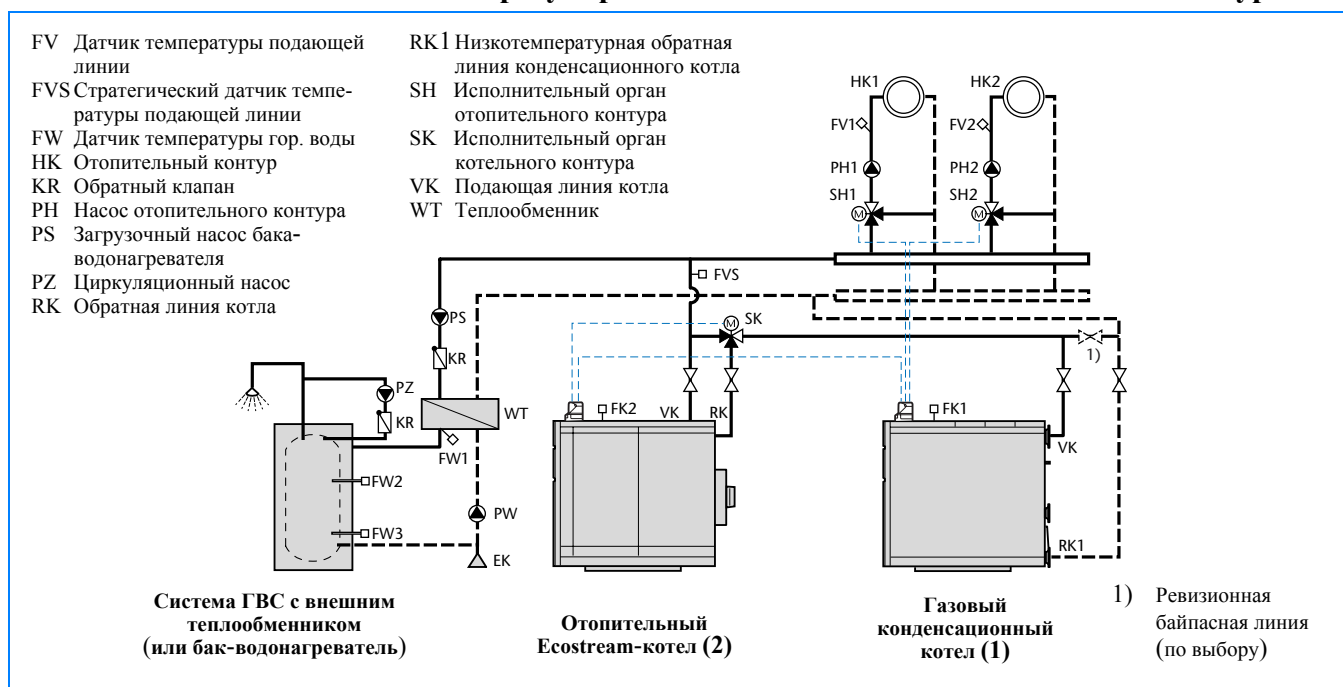 FV Датчик температуры подающей
линии
FVS Стратегический датчик темпе-
ратуры подающей линии
FW Датчик температуры гор. воды
HK Отопительный контур
KR Обратный клапан
PH Насос отопительного контура
PS Загрузочный насос бака-
водонагревателя
PZ Циркуляционный насос
RK Обратная линия котла
RK1 Низкотемпературная обратная
линия конденсационного котла
SH Исполнительный орган
отопительного контура
SK Исполнительный орган
котельного контура
VK Подающая линия котла
WT Теплообменник
HK1
HK2
FV1
FV2
PH1
PH2
SH1
SH2
M
M
FVS
PS
M
SK
1)
KR
PZ
KR
WT
FK2
VK
RK
FK1
VK
FW1
FW2
PW
FW3
EK
RK1
Система ГВС с внешним
теплообменником
(или бак-водонагреватель)
Отопительный
Ecostream-котел (2)
Газовый
конденсационный
котел (1)
1) Ревизионная
байпасная линия
(по выбору)